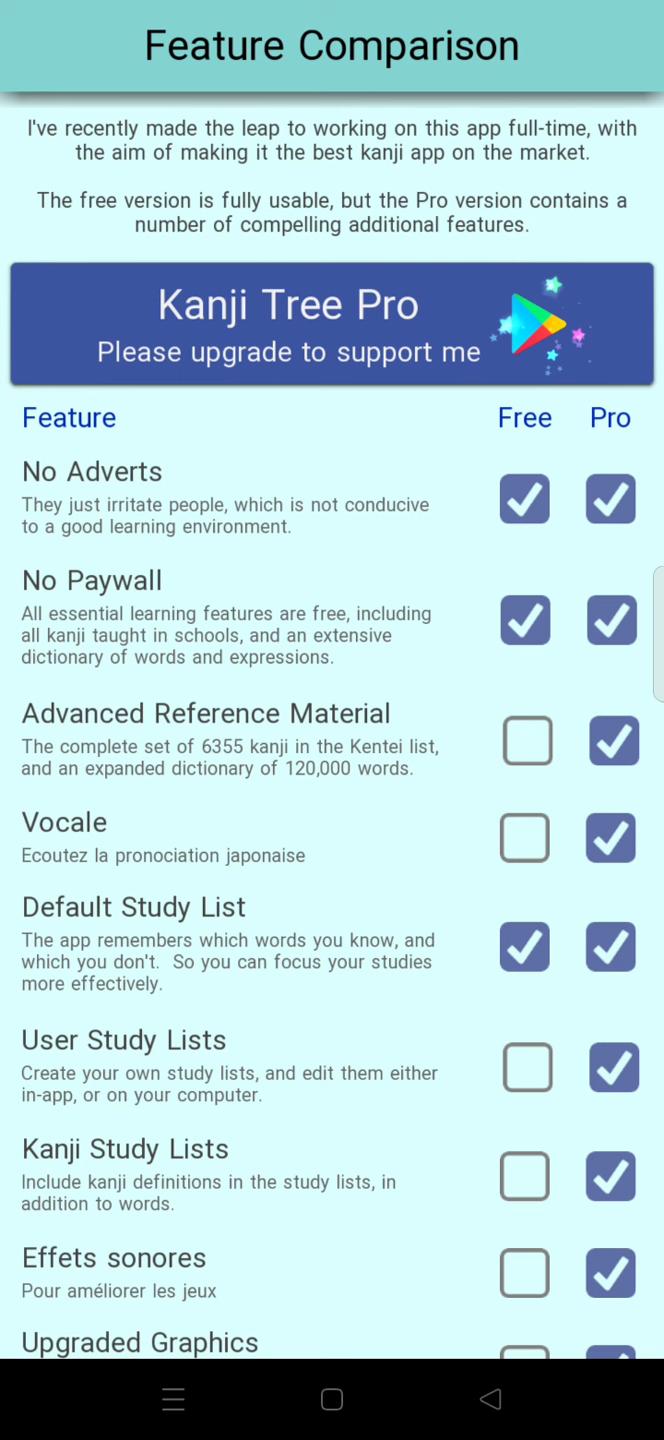 Feature Comparison
I've recently made the leap to working on this app full-time, with
the aim of making it the best kanji app on the market.
The free version is fully usable, but the Pro version contains a
number of compelling additional features.
Kanji Tree Pro
Please upgrade to support me
Feature Free Pro
No Adverts
They just irritate people, which is not conducive
to a good learning environment.
No Paywall
All essential learning features are free, including
all kanji taught in schools, and an extensive
dictionary of words and expressions.
Advanced Reference Material
The complete set of 6355 kanji in the Kentei list,
and an expanded dictionary of 120,000 words.
Vocale
Ecoutez la pronociation japonaise
Default Study List
The app remembers which words you know, and
which you don't.  So you can focus your studies
more effectively.
User Study Lists
Create your own study lists, and edit them either
in-app, or on your computer.
Kanji Study Lists
Include kanji definitions in the study lists, in
addition to words.
Effets sonores
Pour améliorer les jeux
Upgraded Graphics